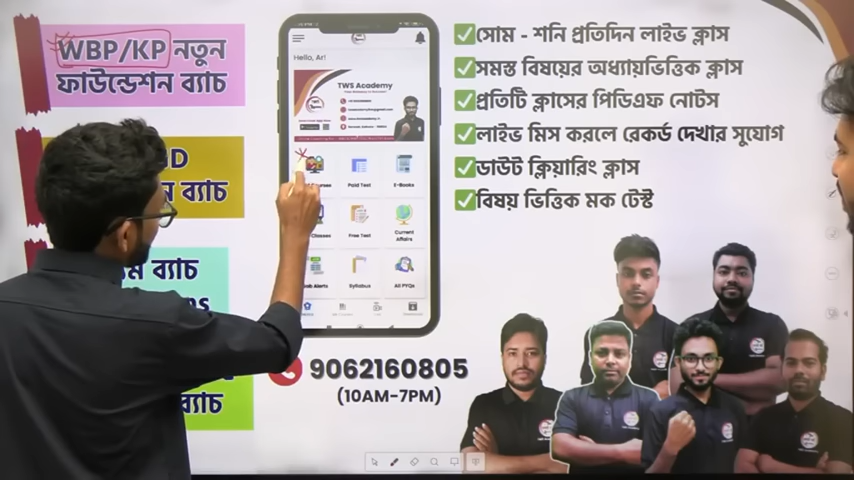 WBP/KP নতুন
ফাউন্ডেশন ব্যাচ
ব্যাচ
ব্যাচ
ব্যাচ
Hello, Ar!
TWS Academy
Paid Test
E-Books
Classes
Free Test
Current
Affairs
Syllabus
All PYQs
9062160805
(10AM-7PM)
সোম - শনি প্রতিদিন লাইভ ক্লাস
সমস্ত বিষয়ের অধ্যায়ভিত্তিক ক্লাস
প্রতিটি ক্লাসের পিডিএফ নোটস
লাইভ মিস করলে রেকর্ড দেখার সুযোগ
ডাউট ক্লিয়ারিং ক্লাস
বিষয় ভিত্তিক মক টেস্ট